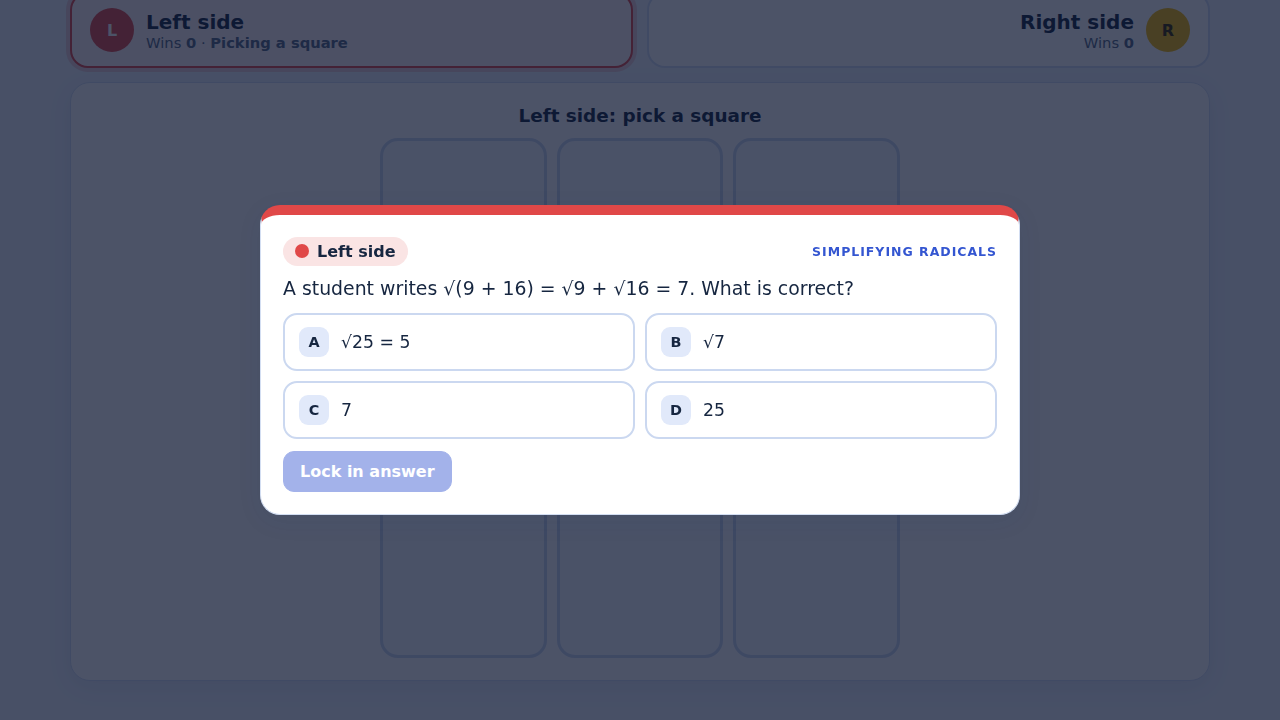 L
Left side
Wins 0 · Picking a square
Right side
Wins 0
R
Left side: pick a square
Left side
SIMPLIFYING RADICALS
A student writes √(9 + 16) = √9 + √16 = 7. What is correct?
A √25 = 5
B √7
C 7
D 25
Lock in answer